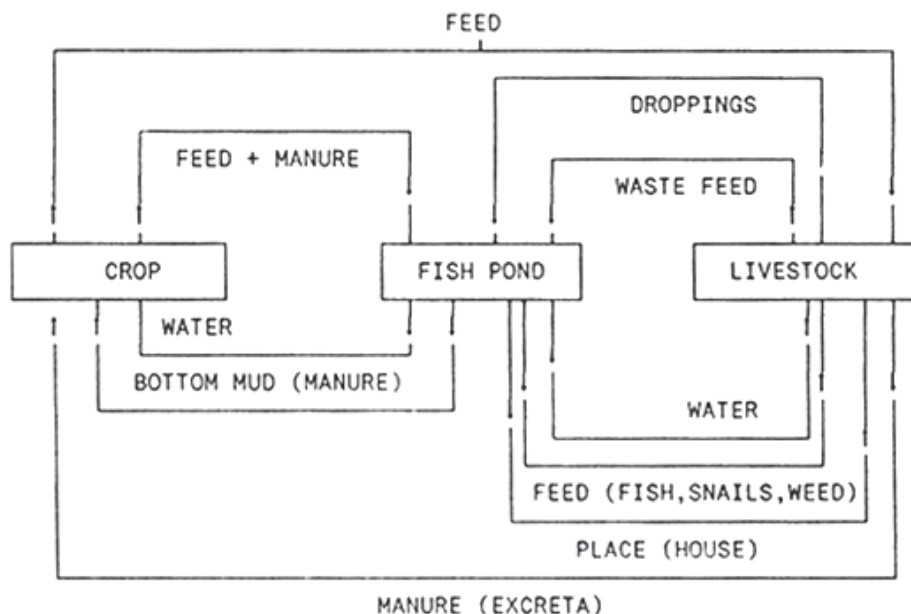 FEED
DROPPINGS
FEED + MANURE
WASTE FEED
CROP
FISH POND
LIVESTOCK
WATER
BOTTOM MUD (MANURE)
WATER
FEED (FISH,SNAILS,WEED)
PLACE (HOUSE)
MANURE (EXCRETA)